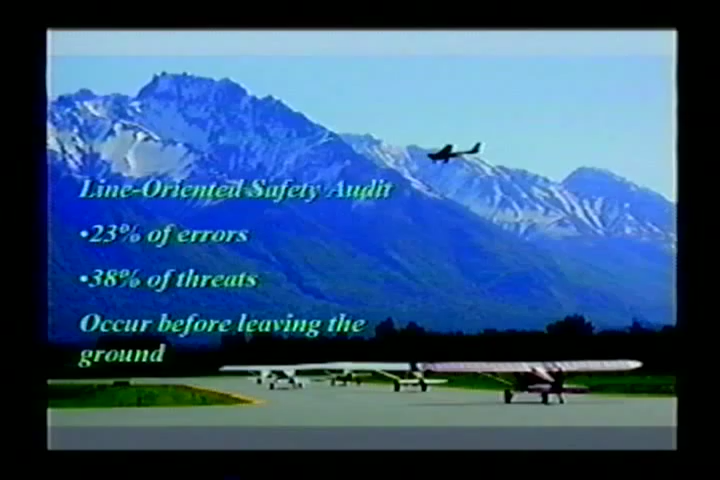 Line-Oriented Safety Audit
•23% of errors
•38% of threats
Occur before leaving the
ground